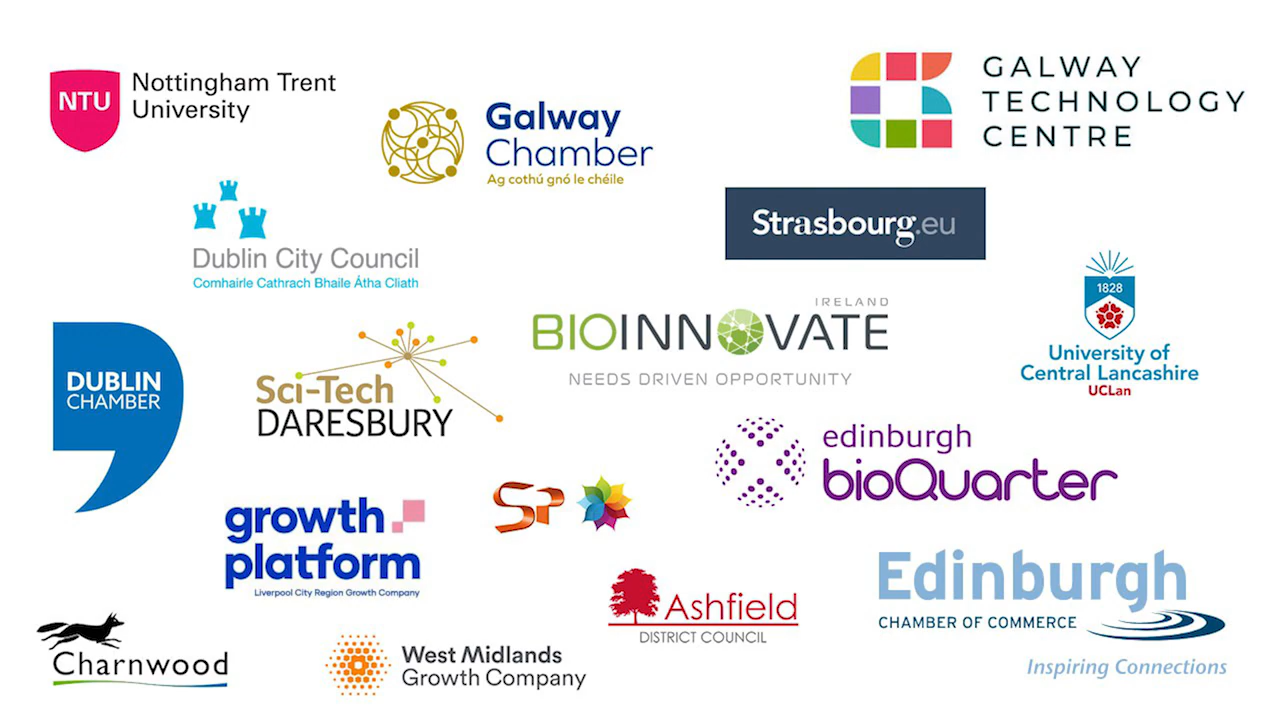 NTU
Nottingham Trent
University
Galway
Chamber
Ag cothú gnó le chéile
GALWAY
TECHNOLOGY
CENTRE
Dublin City Council
Comhairle Cathrach Bhaile Átha Cliath
Strasbourg.eu
1828
University of
Central Lancashire
UCLan
IRELAND
BIOINNOVATE
NEEDS DRIVEN OPPORTUNITY
DUBLIN
CHAMBER
Sci-Tech
DARESBURY
edinburgh
bioQuarter
SP
growth
platform
Liverpool City Region Growth Company
Ashfield
DISTRICT COUNCIL
Edinburgh
CHAMBER OF COMMERCE
Inspiring Connections
Charnwood
West Midlands
Growth Company